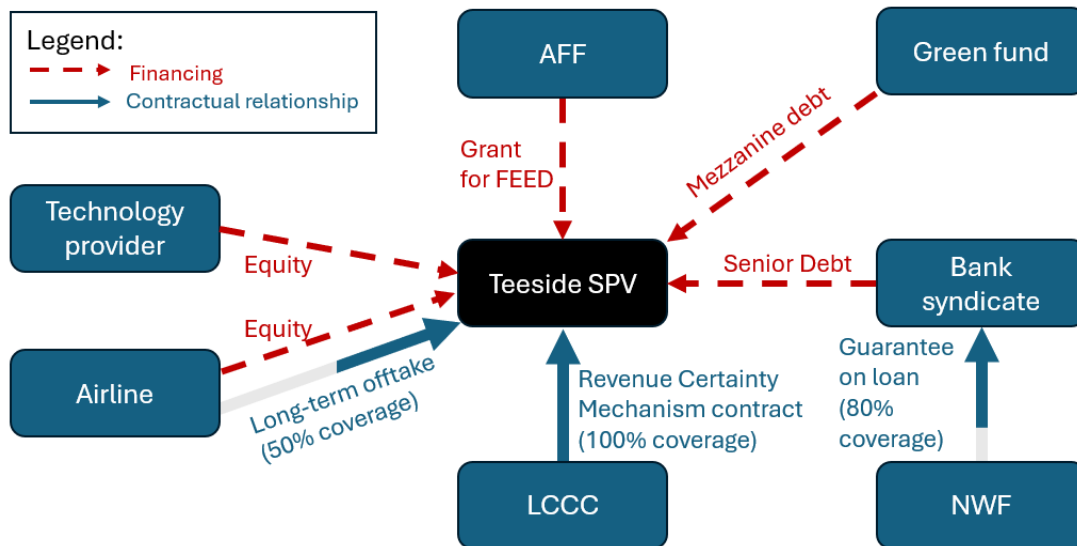 Legend:
Financing
Contractual relationship
AFF
Green fund
Grant
for FEED
Mezzanine debt
Technology
provider
Equity
Teeside SPV
Senior Debt
Bank
syndicate
Equity
Airline
Long-term offtake
(50% coverage)
Revenue Certainty
Mechanism contract
(100% coverage)
Guarantee
on loan
(80%
coverage)
LCCC
NWF